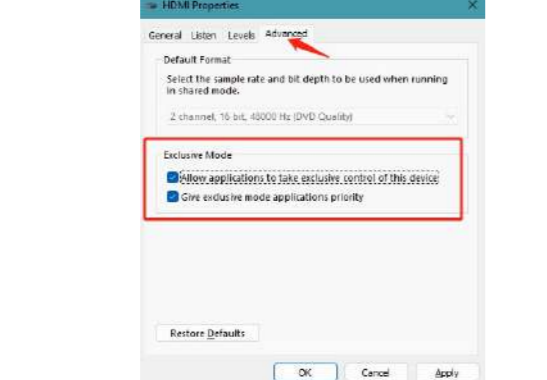 HDMI Properties
General Listen Levels Advanced
Default Format
Select the sample rate and bit depth to be used when running
in shared mode.
2 channel, 16 bit, 48000 Hz (DVD Quality)
Exclusive Mode
Allow applications to take exclusive control of this device
Give exclusive mode applications priority
Restore Defaults
OK Cancel Apply